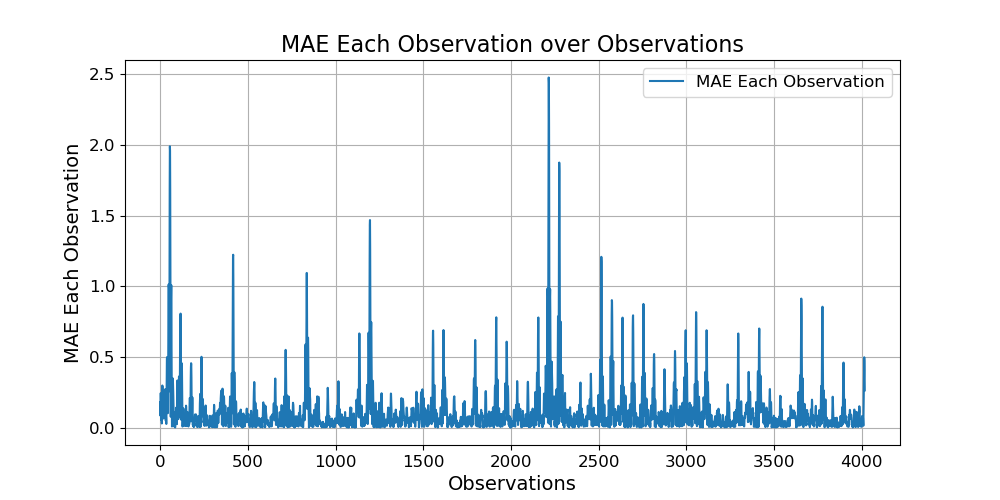 MAE Each Observation over Observations
MAE Each Observation
2.5
2.0
1.5
1.0
0.5
0.0
MAE Each Observation
0 500 1000 1500 2000 2500 3000 3500 4000
Observations